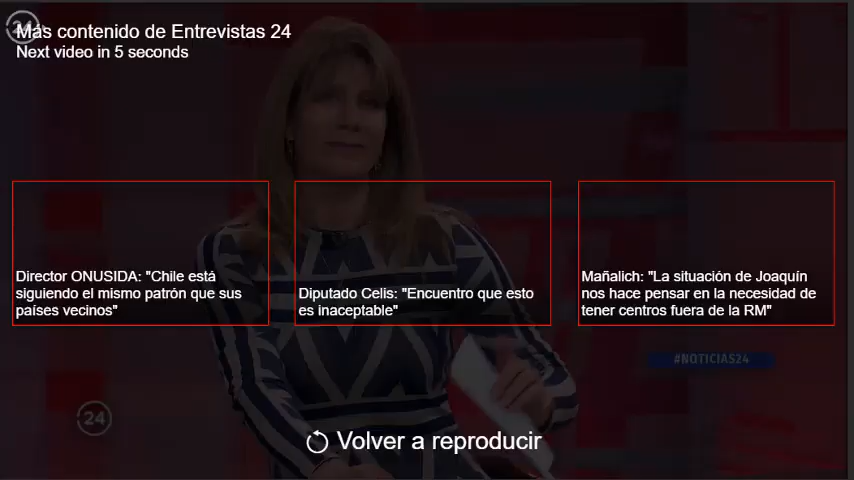 24
Más contenido de Entrevistas 24
Next video in 5 seconds
Director ONUSIDA: "Chile está
siguiendo el mismo patrón que sus
países vecinos"
Diputado Celis: "Encuentro que esto
es inaceptable"
Mañalich: "La situación de Joaquín
nos hace pensar en la necesidad de
tener centros fuera de la RM"
#NOTICIAS24
24
Volver a reproducir